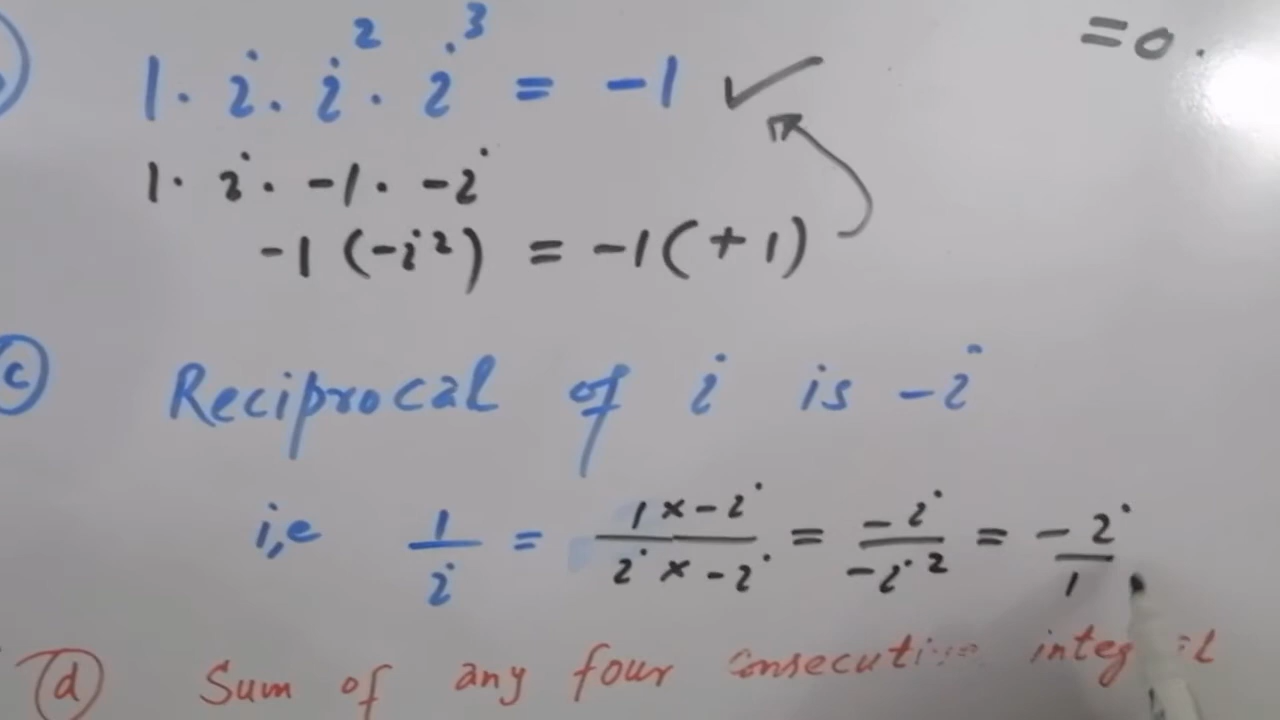 = 0.
1 . i . i² . i³ = -1 ✓
1 . i . -1 . -i
-1 (-i²) = -1 (+1)
(c) Reciprocal of i is -i
i,e 1/i = (1 × -i)/(i × -i) = -i/-i² = -i/1
(d) Sum of any four